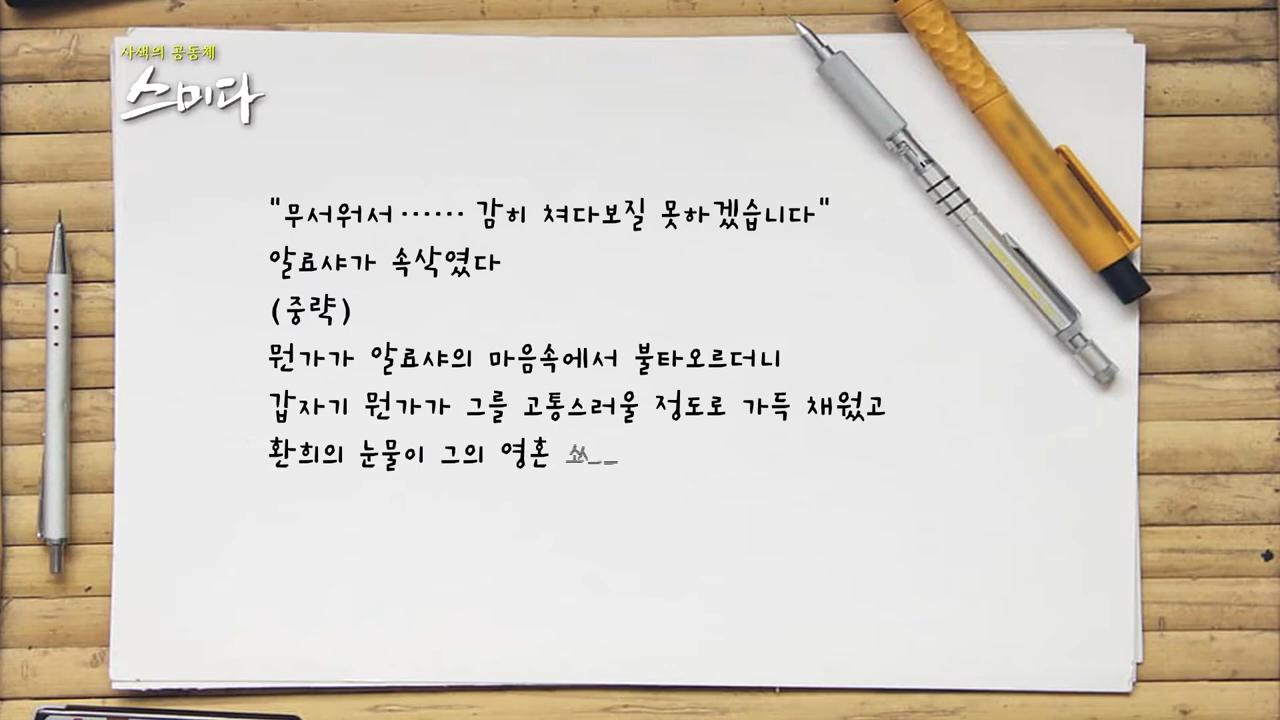 사색의 공동체
스미다
"무서워서 ······ 감히 쳐다보질 못하겠습니다"
알료샤가 속삭였다
(중략)
뭔가가 알료샤의 마음속에서 불타오르더니
갑자기 뭔가가 그를 고통스러울 정도로 가득 채웠고
환희의 눈물이 그의 영혼